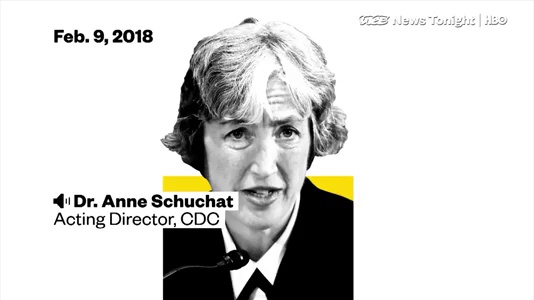 Feb. 9, 2018
VICE News Tonight | HBO
Dr. Anne Schuchat
Acting Director, CDC